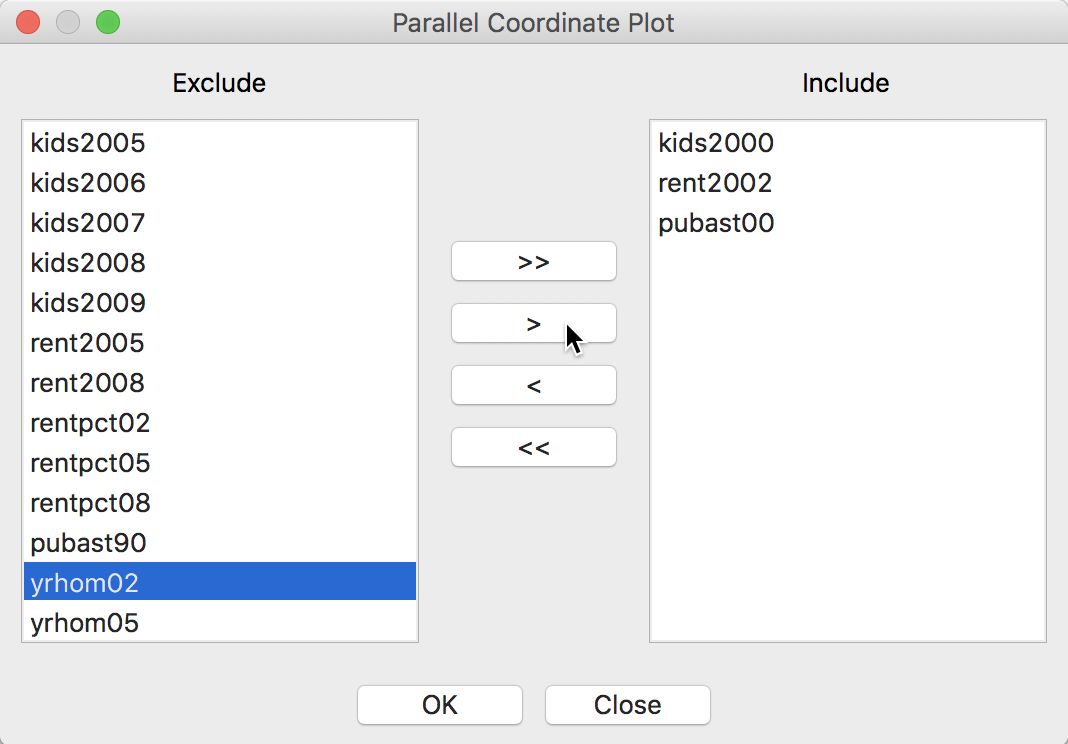 Parallel Coordinate Plot
Exclude
Include
kids2005
kids2006
kids2007
kids2008
kids2009
rent2005
rent2008
rentpct02
rentpct05
rentpct08
pubast90
yrhom02
yrhom05
>>
>
<
<<
kids2000
rent2002
pubast00
OK
Close